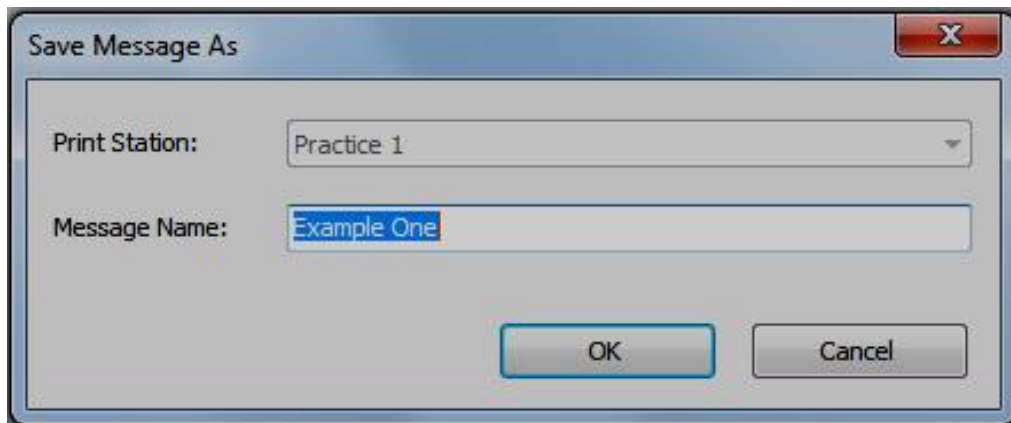 Save Message As
Print Station: Practice 1
Message Name: Example One
OK Cancel